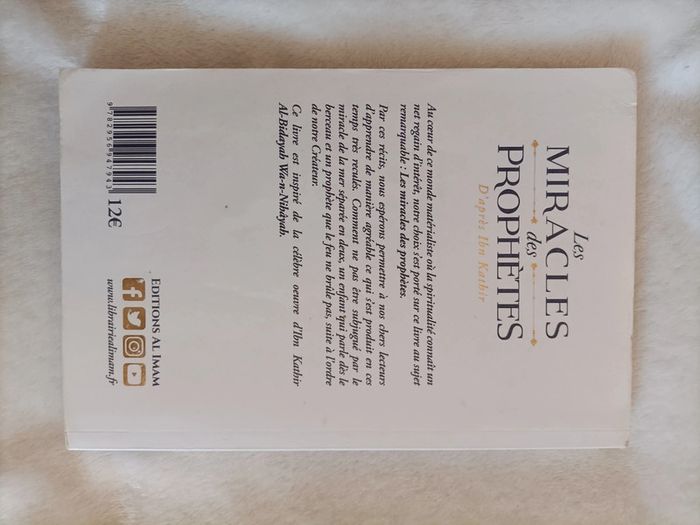 Les
MIRACLES
des
PROPHÈTES
D'après Ibn Kathir
Au cœur de ce monde matérialiste où la spiritualité connaît un
net regain d'intérêt, notre choix s'est porté sur ce livre au sujet
remarquable : Les miracles des prophètes.
Par ces récits, nous espérons permettre à nos chers lecteurs
d'apprendre de manière agréable ce qui s'est produit en ces
temps très reculés. Comment ne pas être subjugué par le
miracle de la mer séparée en deux, un enfant qui parle dès le
berceau et un prophète que le feu ne brûle pas, suite à l'ordre
de notre Créateur.
Ce livre est inspiré de la célèbre oeuvre d'Ibn Kathir
Al-Bidayah Wa-n-Nihâyah.
9782956947943
12€
EDITIONS AL IMAM
www.librairiealimam.fr